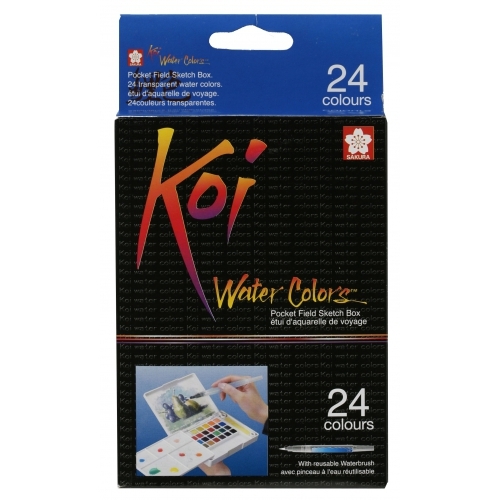 Koi Water Colors
Pocket Field Sketch Box.
24 transparent water colors.
étui d'aquarelle de voyage.
24couleurs transparentes.
24
colours
Koi
SAKURA
Water Colors™
Pocket Field Sketch Box
étui d'aquarelle de voyage
24
colours
With reusable Waterbrush
avec pinceau à l'eau réutilisable